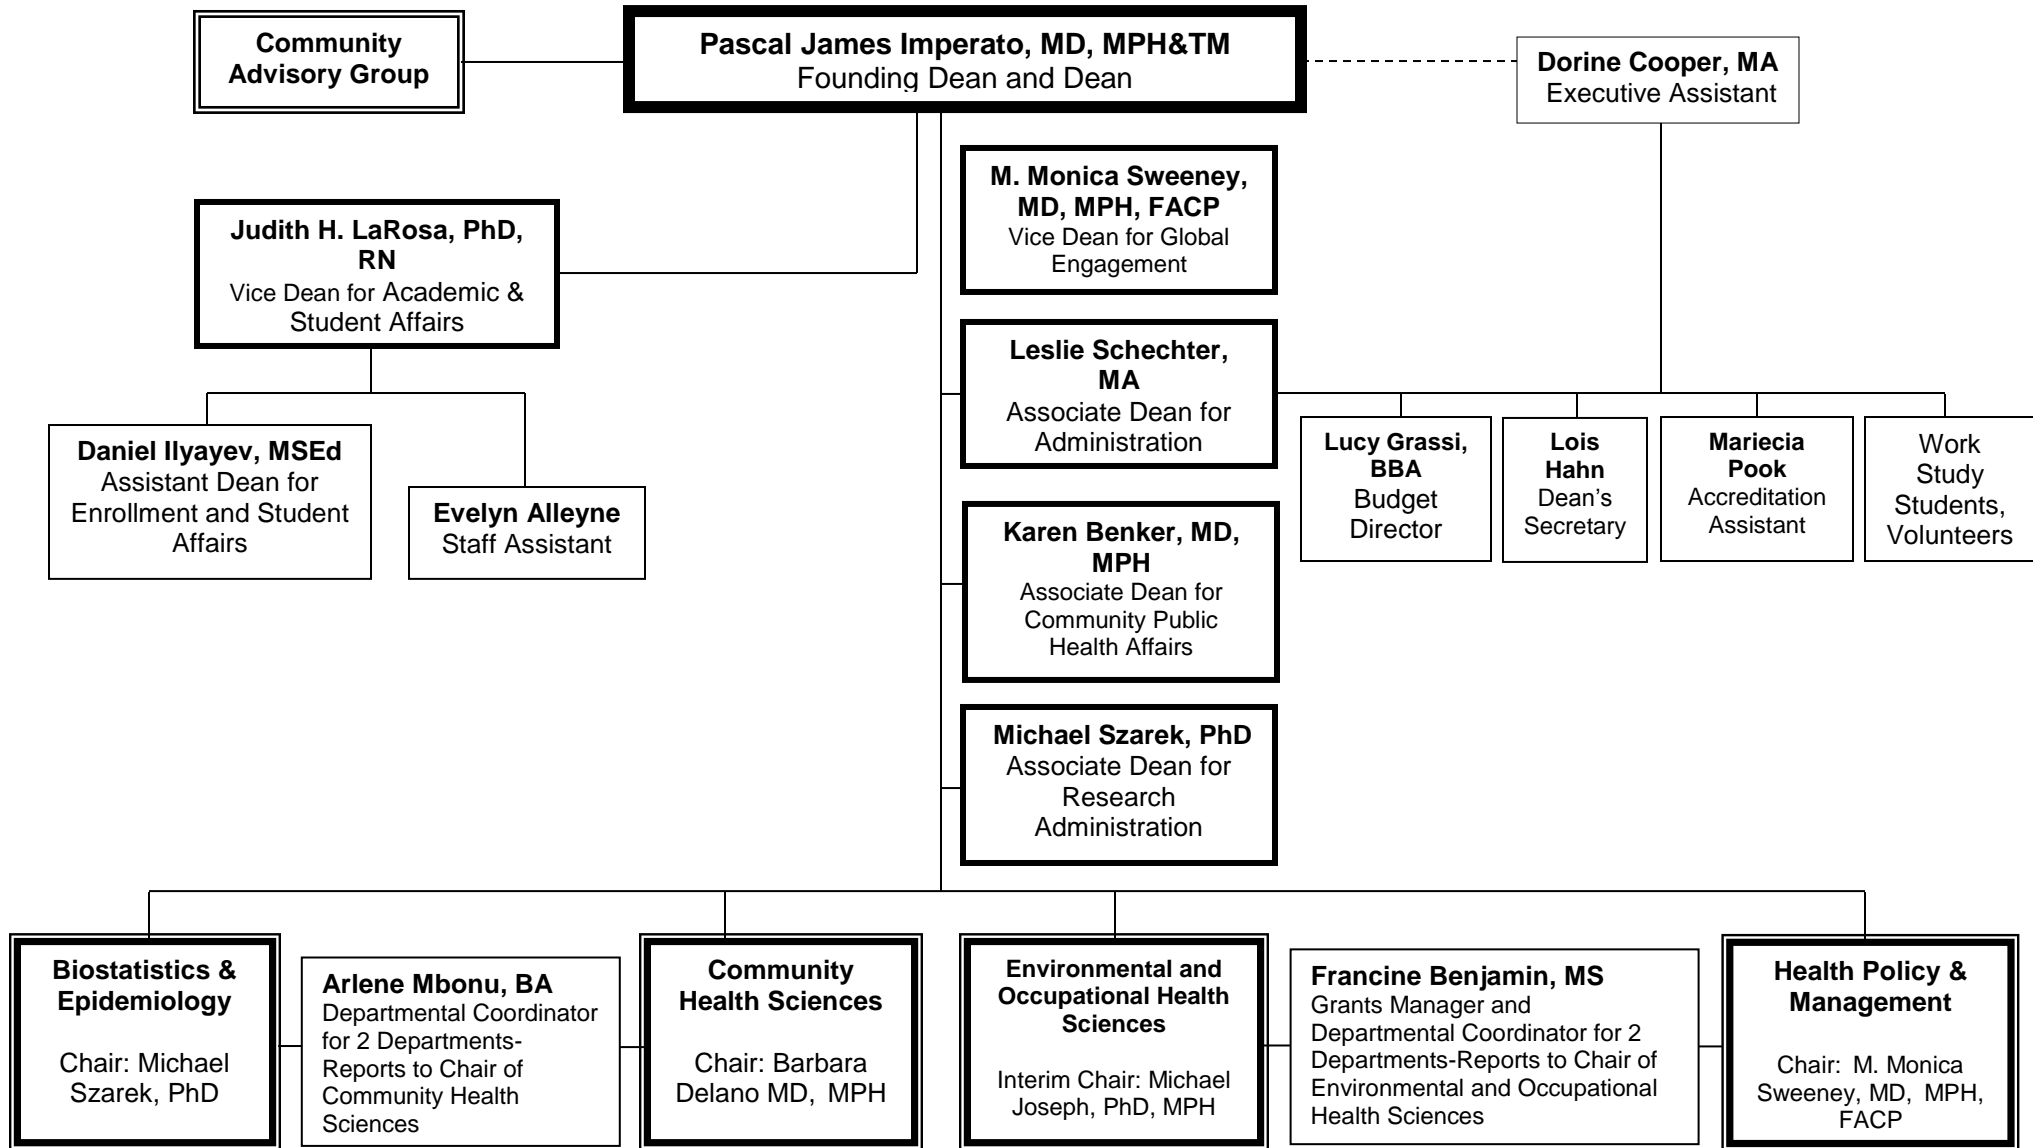 Community
Advisory Group
Pascal James Imperato, MD, MPH&TM
Founding Dean and Dean
Dorine Cooper, MA
Executive Assistant
M. Monica Sweeney,
MD, MPH, FACP
Vice Dean for Global
Engagement
Judith H. LaRosa, PhD,
RN
Vice Dean for Academic &
Student Affairs
Leslie Schechter,
MA
Associate Dean for
Administration
Daniel Ilyayev, MSEd
Assistant Dean for
Enrollment and Student
Affairs
Evelyn Alleyne
Staff Assistant
Lucy Grassi,
BBA
Budget
Director
Lois
Hahn
Dean’s
Secretary
Mariecia
Pook
Accreditation
Assistant
Work
Study
Students,
Volunteers
Karen Benker, MD,
MPH
Associate Dean for
Community Public
Health Affairs
Michael Szarek, PhD
Associate Dean for
Research
Administration
Biostatistics &
Epidemiology
Chair: Michael
Szarek, PhD
Arlene Mbonu, BA
Departmental Coordinator
for 2 Departments-
Reports to Chair of
Community Health
Sciences
Community
Health Sciences
Chair: Barbara
Delano MD, MPH
Environmental and
Occupational Health
Sciences
Interim Chair: Michael
Joseph, PhD, MPH
Francine Benjamin, MS
Grants Manager and
Departmental Coordinator for 2
Departments-Reports to Chair of
Environmental and Occupational
Health Sciences
Health Policy &
Management
Chair: M. Monica
Sweeney, MD, MPH,
FACP